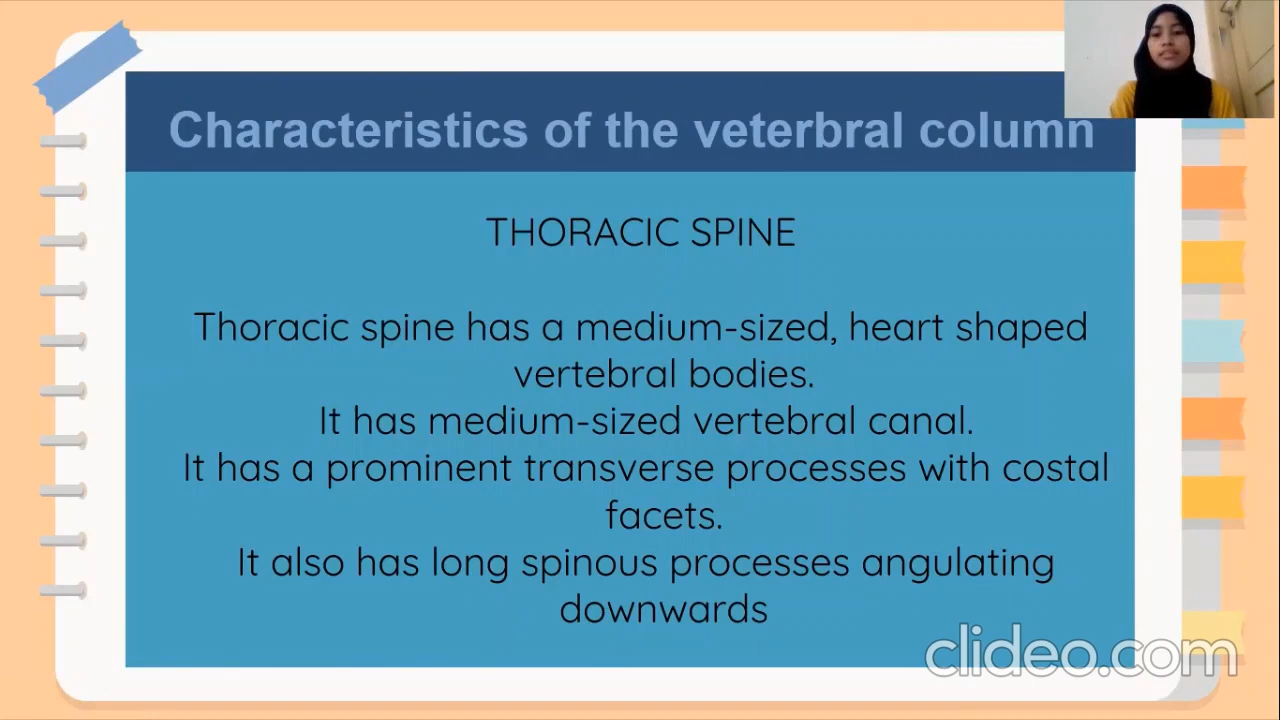 Characteristics of the veterbral column
THORACIC SPINE
Thoracic spine has a medium-sized, heart shaped
vertebral bodies.
It has medium-sized vertebral canal.
It has a prominent transverse processes with costal
facets.
It also has long spinous processes angulating
downwards
clideo.com